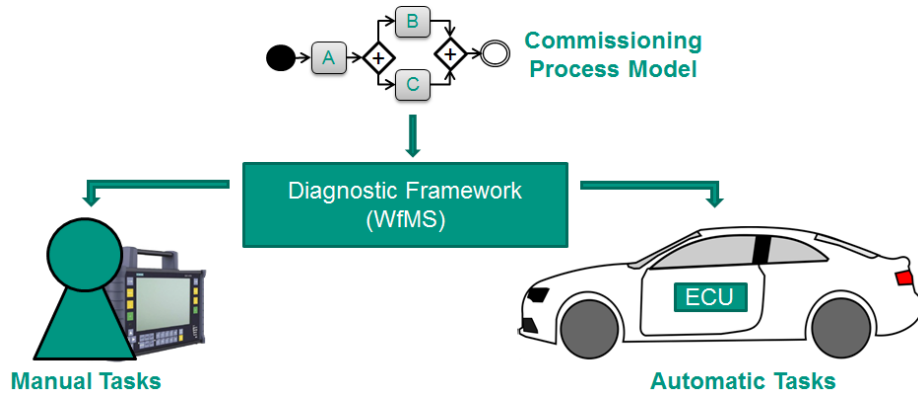 B
A
C
+
+
Commissioning
Process Model
Diagnostic Framework
(WfMS)
ECU
Manual Tasks
Automatic Tasks